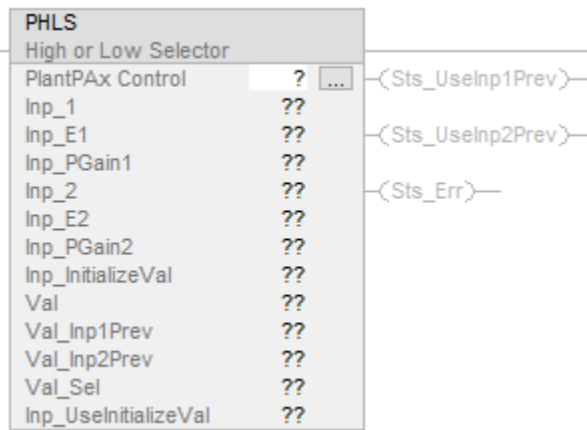 PHLS
High or Low Selector
PlantPAx Control ? ... (Sts_UseInp1Prev)
Inp_1 ??
Inp_E1 ?? (Sts_UseInp2Prev)
Inp_PGain1 ??
Inp_2 ?? (Sts_Err)
Inp_E2 ??
Inp_PGain2 ??
Inp_InitializeVal ??
Val ??
Val_Inp1Prev ??
Val_Inp2Prev ??
Val_Sel ??
Inp_UseInitializeVal ??